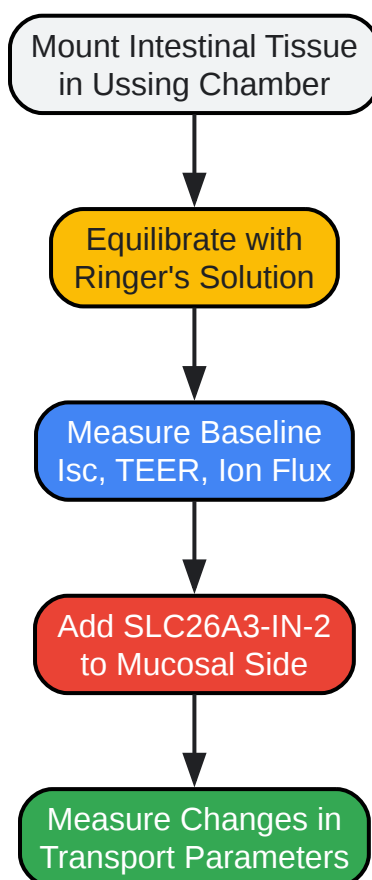 Mount Intestinal Tissue
in Ussing Chamber
Equilibrate with
Ringer's Solution
Measure Baseline
Isc, TEER, Ion Flux
Add SLC26A3-IN-2
to Mucosal Side
Measure Changes in
Transport Parameters